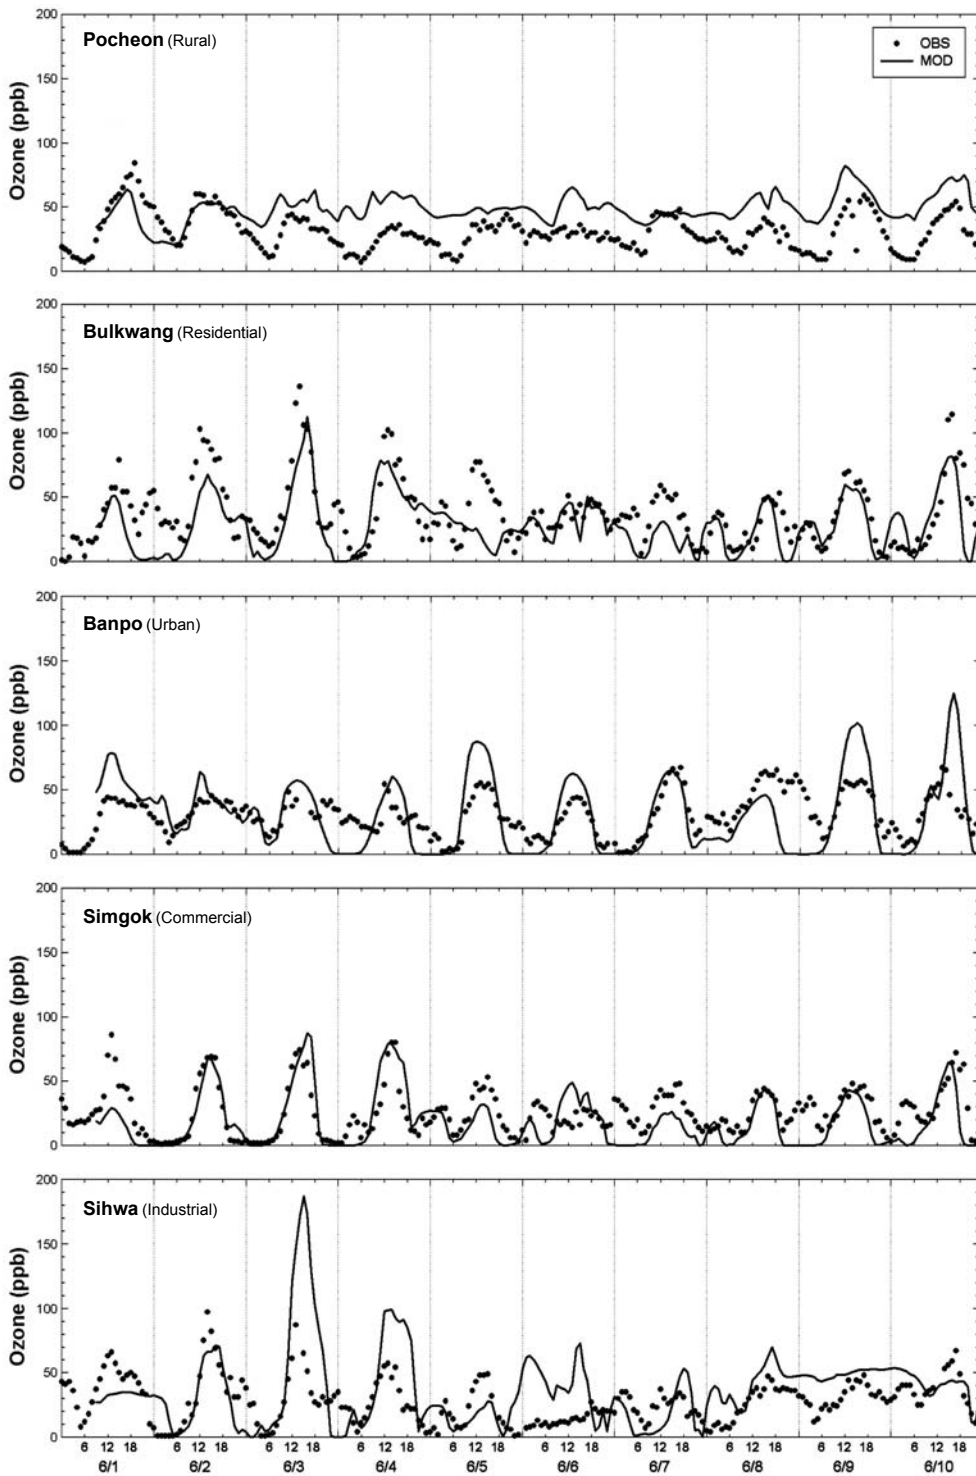 Pocheon (Rural)
OBS
MOD
Ozone (ppb)
200
150
100
50
0
Bulkwang (Residential)
Ozone (ppb)
200
150
100
50
0
Banpo (Urban)
Ozone (ppb)
200
150
100
50
0
Simgok (Commercial)
Ozone (ppb)
200
150
100
50
0
Sihwa (Industrial)
Ozone (ppb)
200
150
100
50
0
6 12 18 6 12 18 6 12 18 6 12 18 6 12 18 6 12 18 6 12 18 6 12 18 6 12 18 6 12 18
6/1 6/2 6/3 6/4 6/5 6/6 6/7 6/8 6/9 6/10